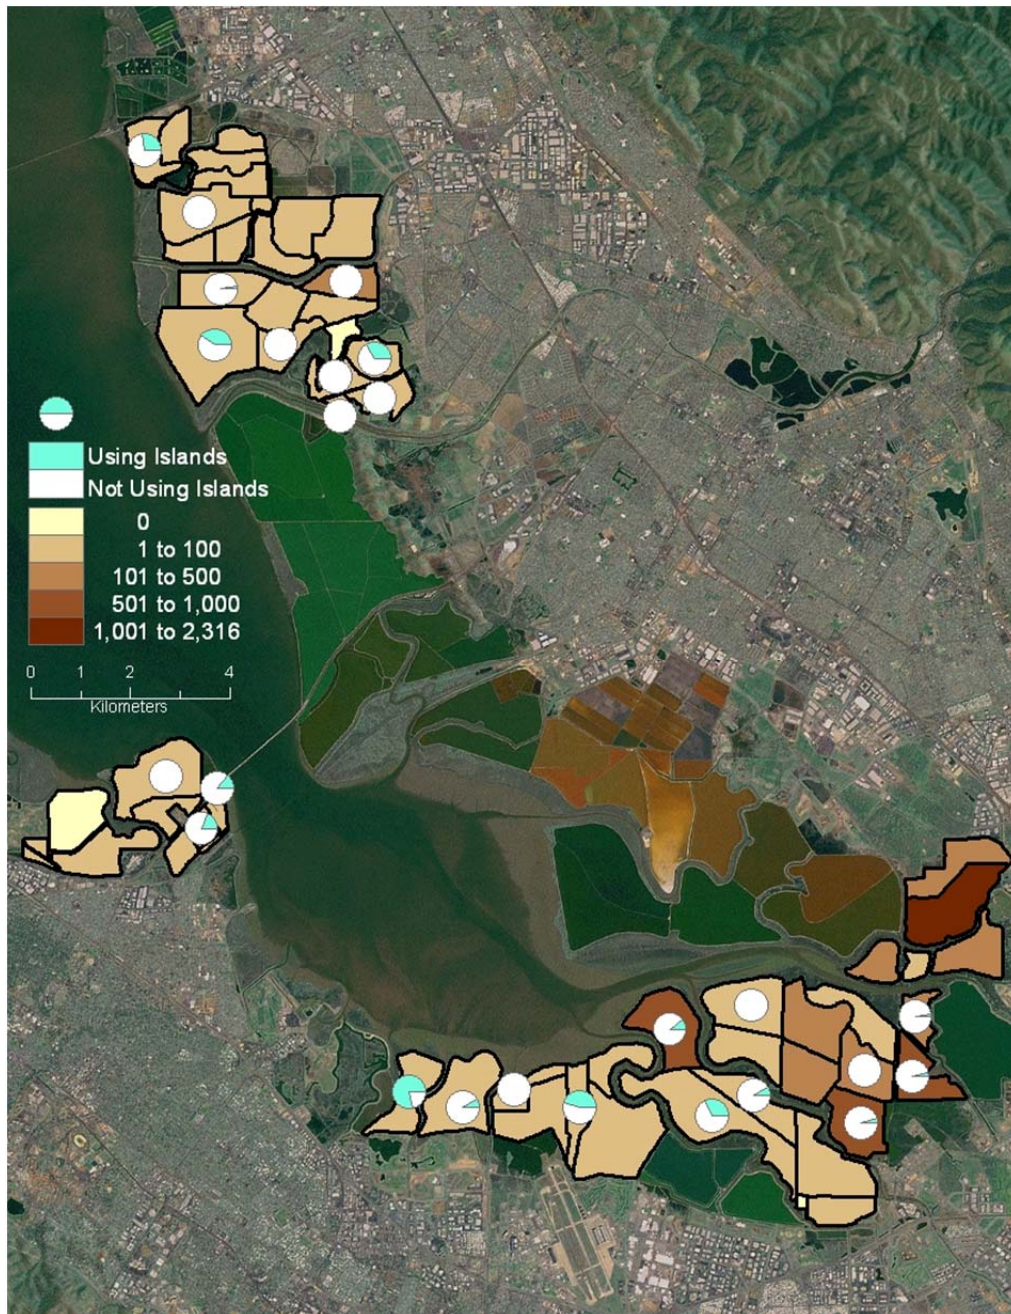 Using Islands
Not Using Islands
0
1 to 100
101 to 500
501 to 1,000
1,001 to 2,316
0 1 2 4
Kilometers